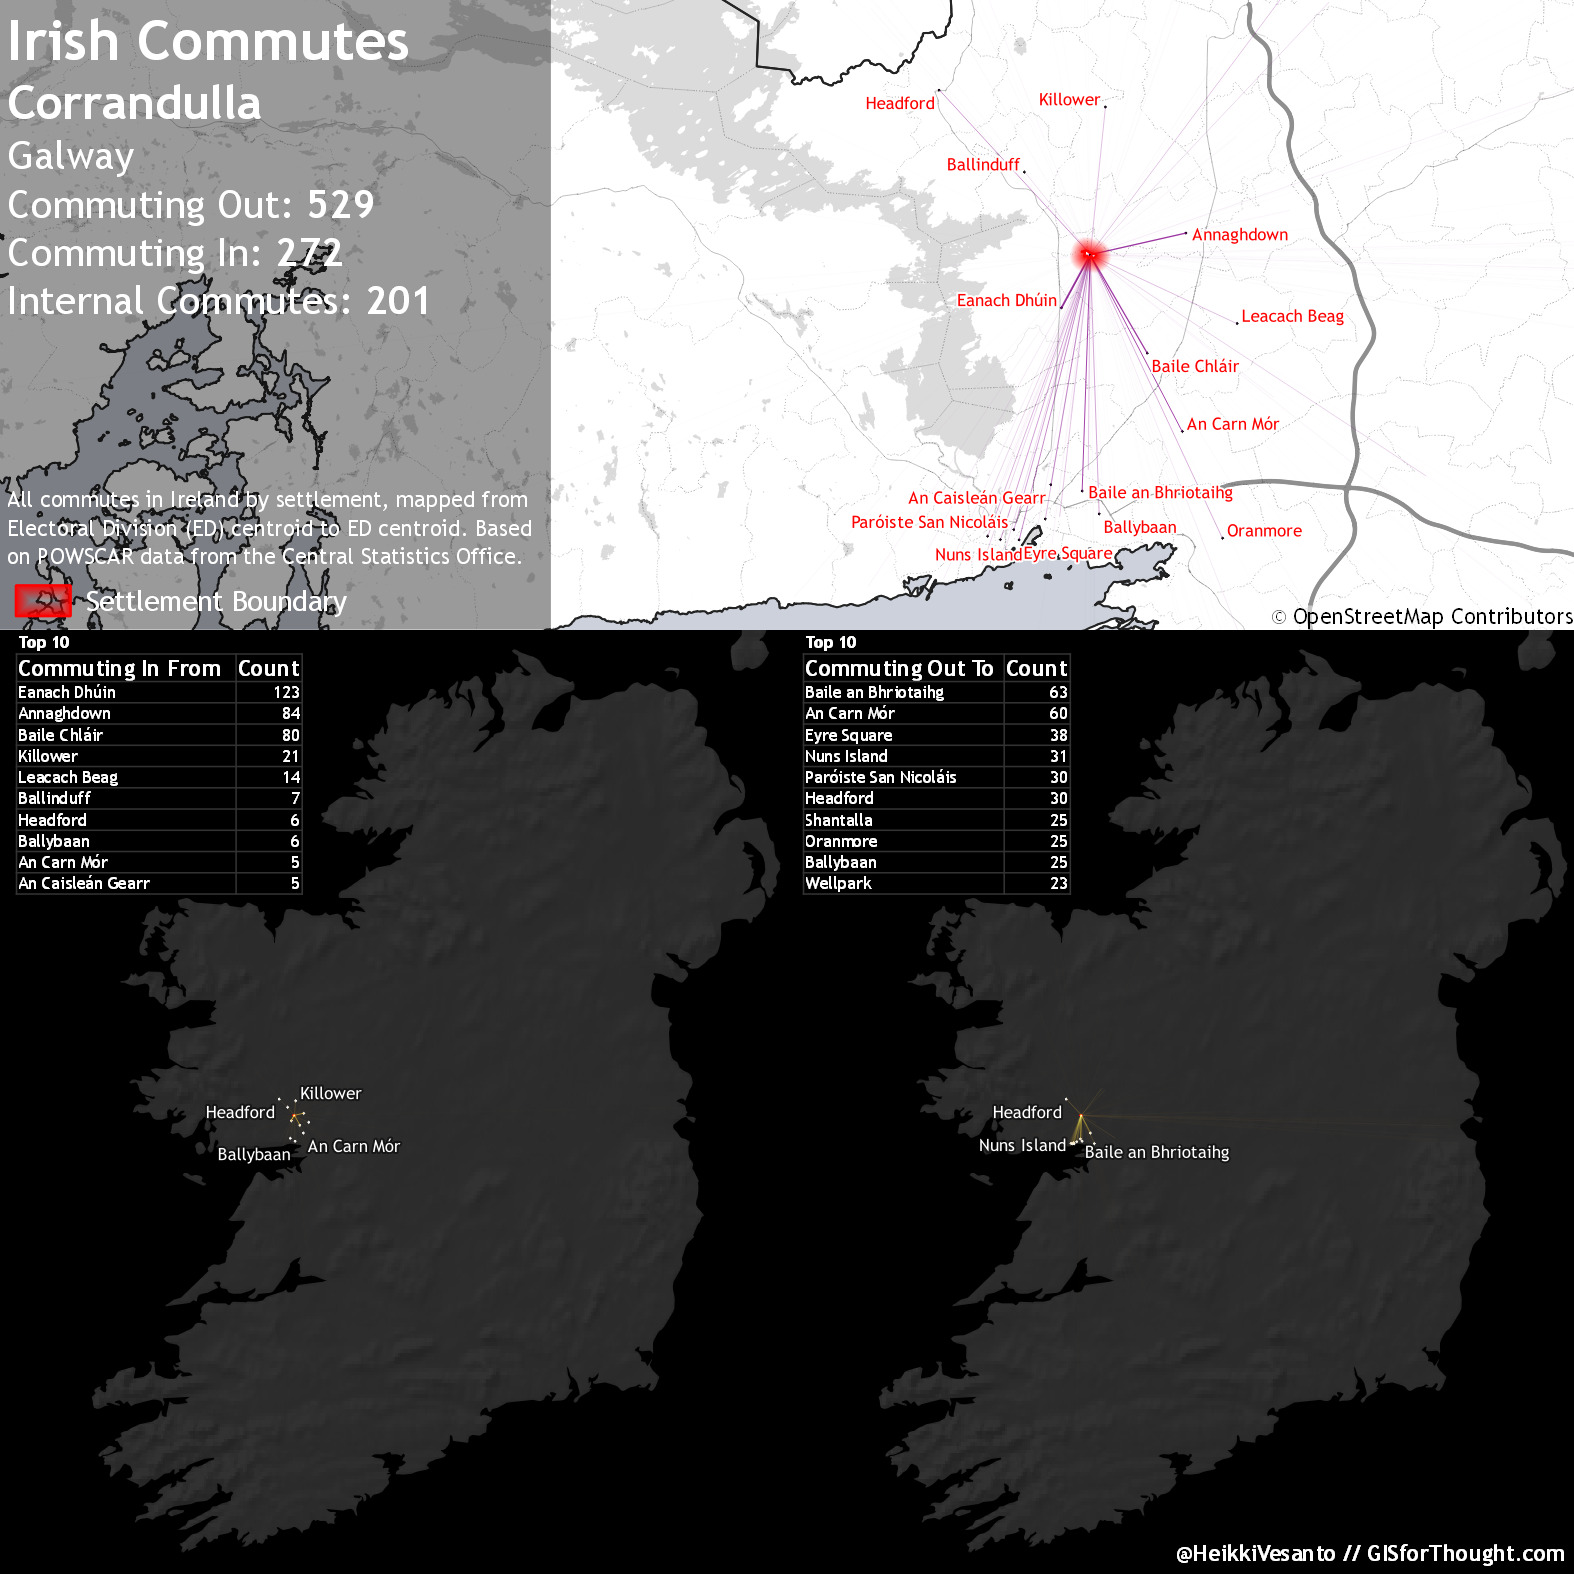 Irish Commutes
Corrandulla
Galway
Commuting Out: 529
Commuting In: 272
Internal Commutes: 201
All commutes in Ireland by settlement, mapped from
Electoral Division (ED) centroid to ED centroid. Based
on POWSCAR data from the Central Statistics Office.
Settlement Boundary
Headford
Killower
Ballinduff
Annaghdown
Eanach Dhúin
Leacach Beag
Baile Chláir
An Carn Mór
An Caisleán Gearr
Baile an Bhriotaihg
Paróiste San Nicoláis
Ballybaan
Oranmore
Nuns Island
Eyre Square
© OpenStreetMap Contributors
Top 10
Commuting In From Count
Eanach Dhúin 123
Annaghdown 84
Baile Chláir 80
Killower 21
Leacach Beag 14
Ballinduff 7
Headford 6
Ballybaan 6
An Carn Mór 5
An Caisleán Gearr 5
Killower
Headford
An Carn Mór
Ballybaan
Top 10
Commuting Out To Count
Baile an Bhriotaihg 63
An Carn Mór 60
Eyre Square 38
Nuns Island 31
Paróiste San Nicoláis 30
Headford 30
Shantalla 25
Oranmore 25
Ballybaan 25
Wellpark 23
Headford
Nuns Island
Baile an Bhriotaihg
@HeikkiVesanto // GISforThought.com